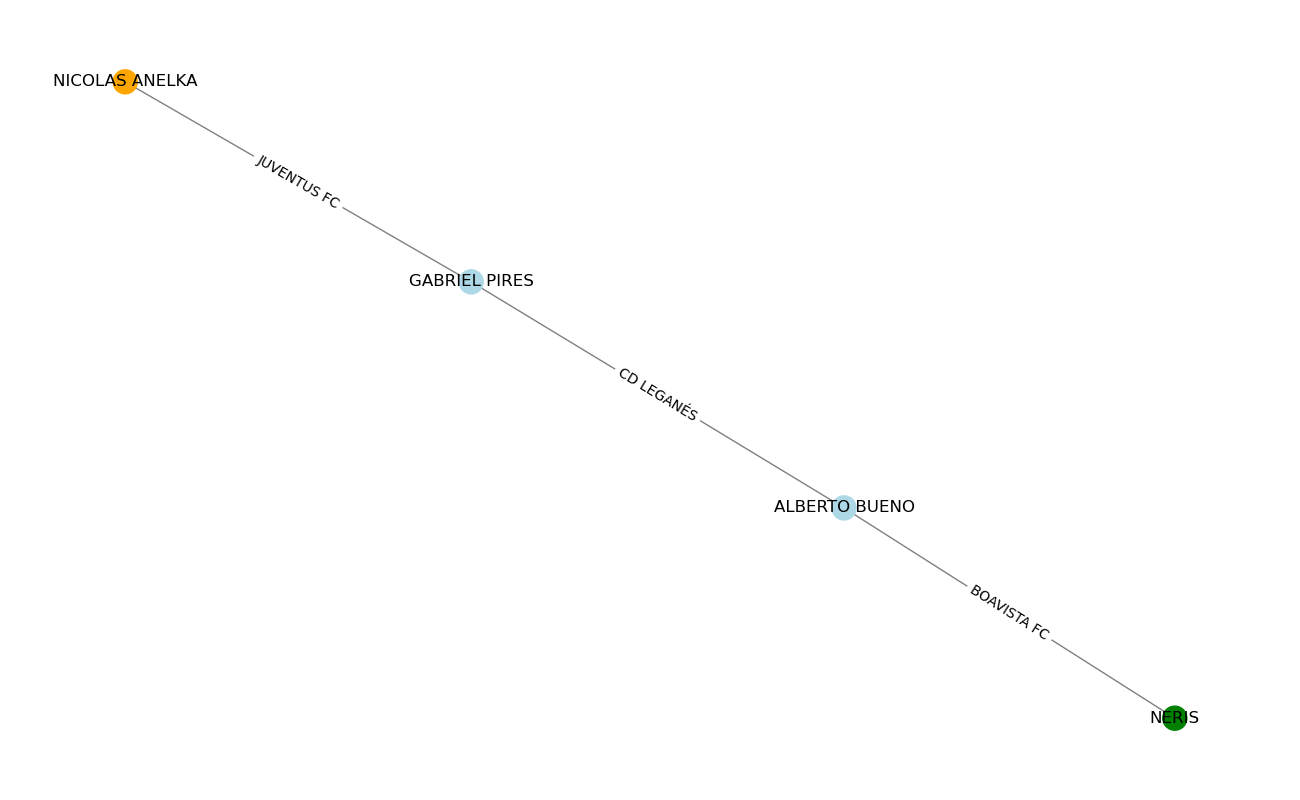 NICOLAS ANELKA
JUVENTUS FC
GABRIEL PIRES
CD LEGANÉS
ALBERTO BUENO
BOAVISTA FC
NERIS